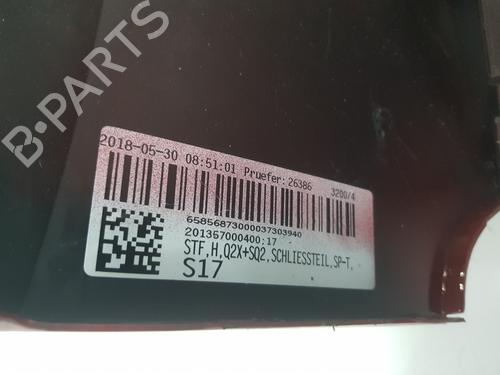 2018-05-30 08:51:01 Pruefer: 26386 3200/4
65856873000037303940
201357000400;17
STF,H,Q2X+SQ2,SCHLIESSTEIL,SP-T,
S17
B-PARTS